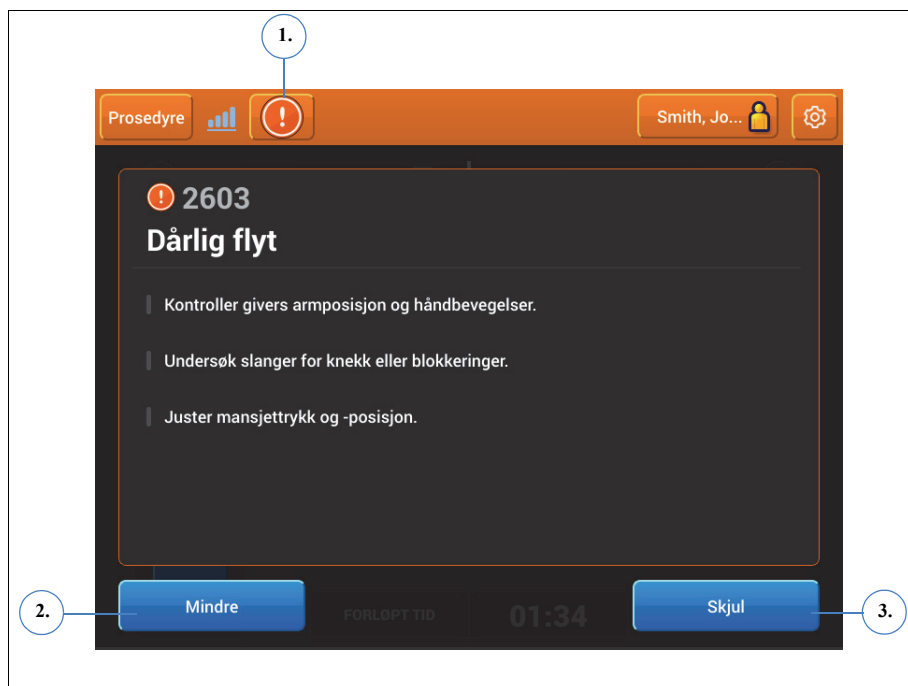 1.
Prosedyre
Smith, Jo...
2603
Dårlig flyt
Kontroller givers armposisjon og håndbevegelser.
Undersøk slanger for knekk eller blokkeringer.
Juster mansjettrykk og -posisjon.
2.
Mindre
FORLØPT TID
01:34
Skjul
3.